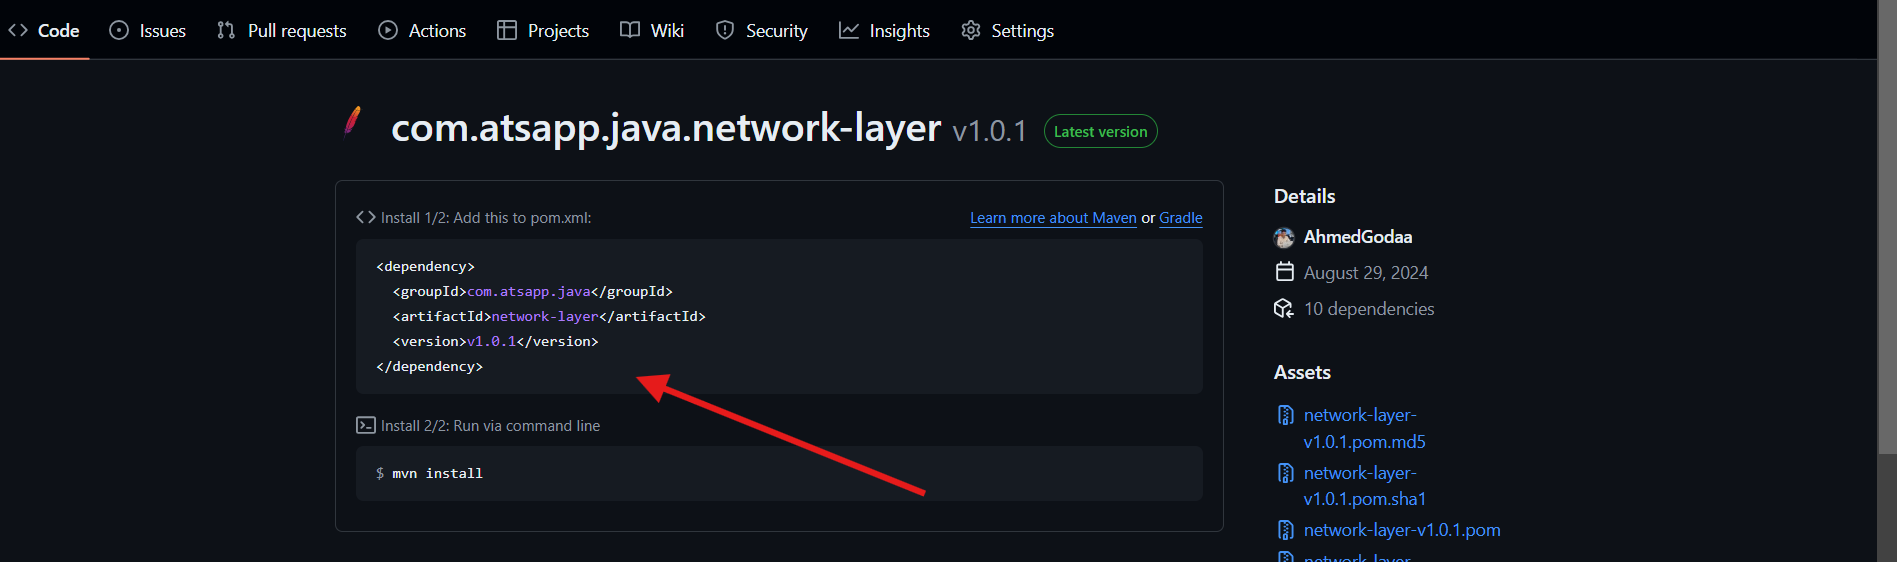 Code Issues Pull requests Actions Projects Wiki Security Insights Settings
com.atsapp.java.network-layer v1.0.1 Latest version
Install 1/2: Add this to pom.xml: Learn more about Maven or Gradle
<dependency>
<groupId>com.atsapp.java</groupId>
<artifactId>network-layer</artifactId>
<version>v1.0.1</version>
</dependency>
Install 2/2: Run via command line
$ mvn install
Details
AhmedGodaa
August 29, 2024
10 dependencies
Assets
network-layer-
v1.0.1.pom.md5
network-layer-
v1.0.1.pom.sha1
network-layer-v1.0.1.pom
network-layer-